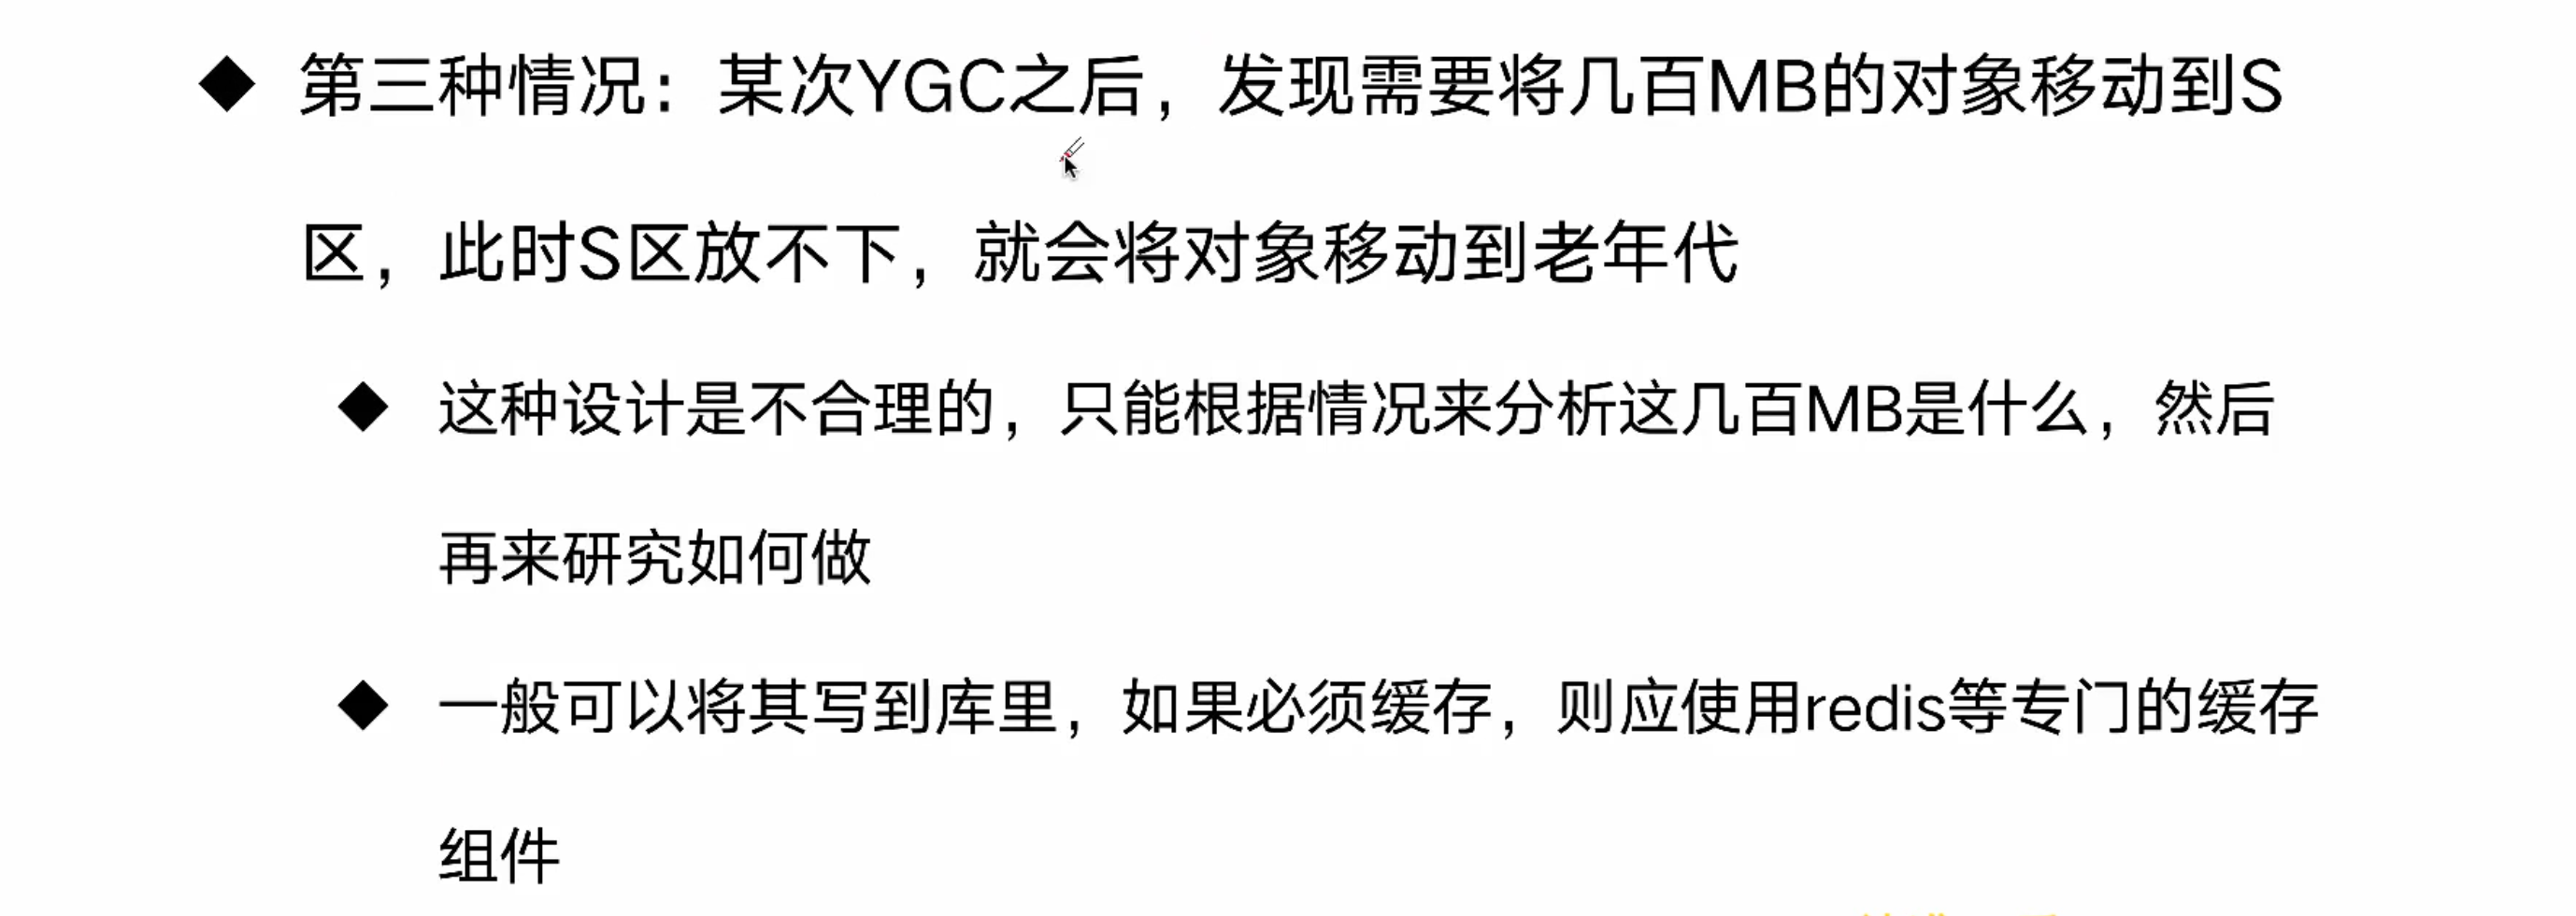 ◆ 第三种情况：某次YGC之后，发现需要将几百MB的对象移动到S
区，此时S区放不下，就会将对象移动到老年代
◆ 这种设计是不合理的，只能根据情况来分析这几百MB是什么，然后
再来研究如何做
◆ 一般可以将其写到库里，如果必须缓存，则应使用redis等专门的缓存
组件